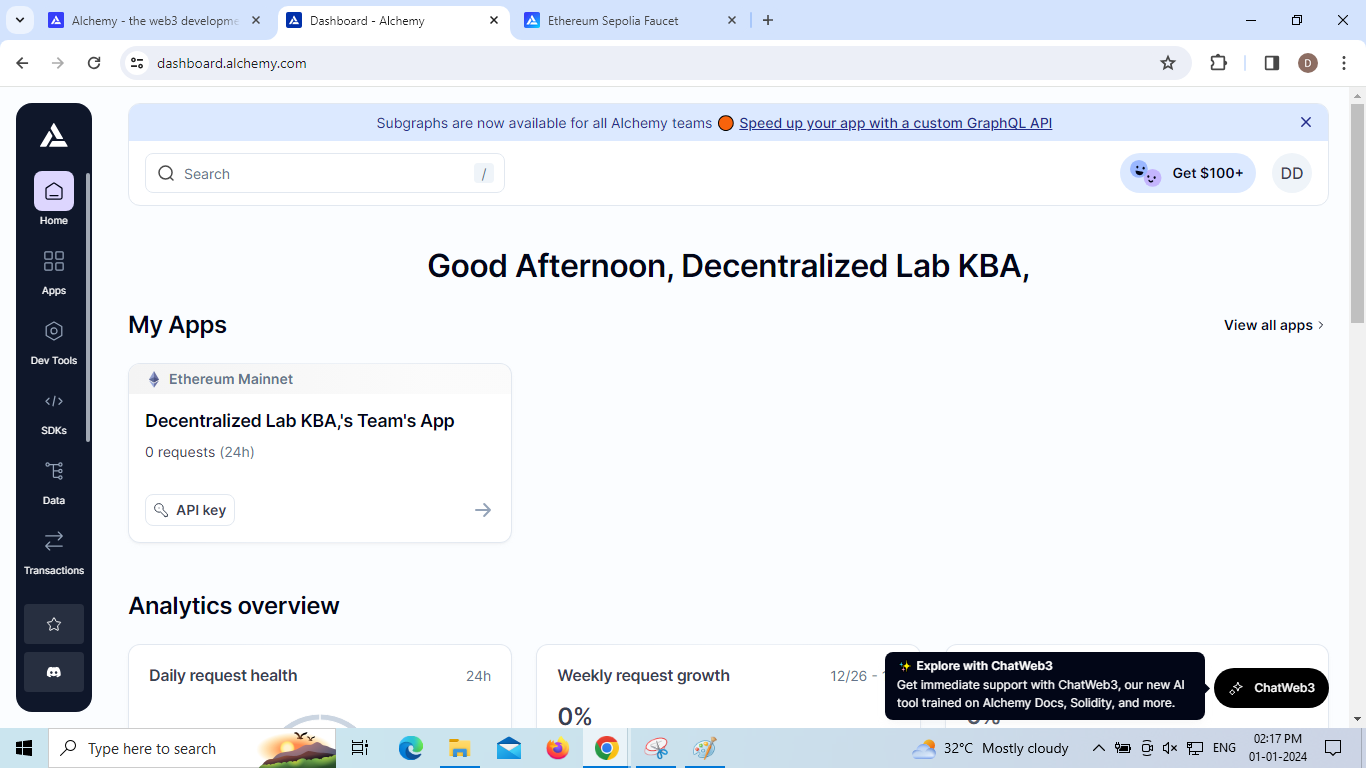 Alchemy - the web3 developme
Dashboard - Alchemy
Ethereum Sepolia Faucet
dashboard.alchemy.com
D
Subgraphs are now available for all Alchemy teams Speed up your app with a custom GraphQL API
Search /
Get $100+
DD
Home
Apps
Dev Tools
SDKs
Data
Transactions
Good Afternoon, Decentralized Lab KBA,
My Apps
View all apps
Ethereum Mainnet
Decentralized Lab KBA,'s Team's App
0 requests (24h)
API key
Analytics overview
Daily request health 24h
Weekly request growth 12/26 -
0%
Explore with ChatWeb3
Get immediate support with ChatWeb3, our new AI
tool trained on Alchemy Docs, Solidity, and more.
ChatWeb3
Type here to search
32°C Mostly cloudy
ENG
02:17 PM
01-01-2024